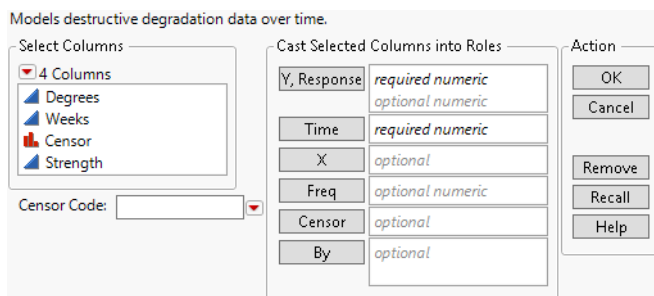 Models destructive degradation data over time.
Select Columns
4 Columns
Degrees
Weeks
Censor
Strength
Censor Code:
Cast Selected Columns into Roles
Y, Response required numeric
optional numeric
Time required numeric
X optional
Freq optional numeric
Censor optional
By optional
Action
OK
Cancel
Remove
Recall
Help